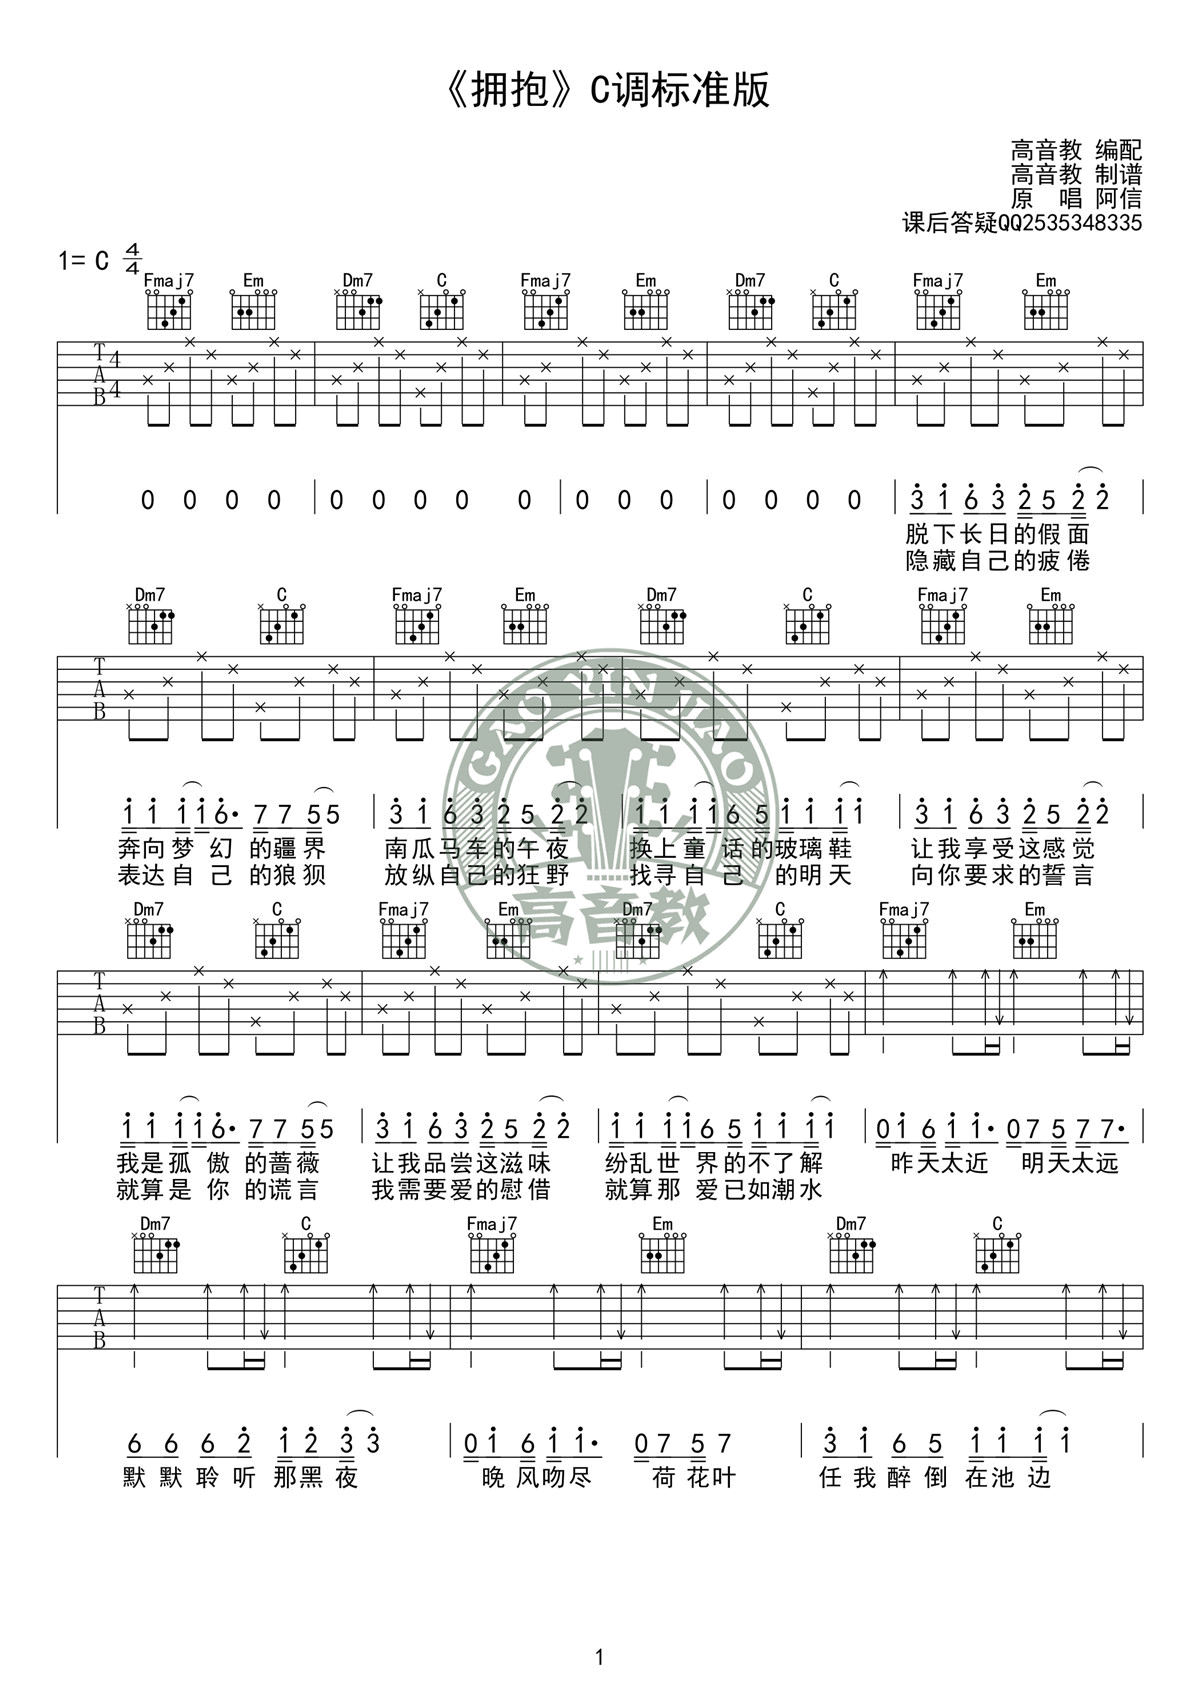 《拥抱》C调标准版
高音教 编配
高音教 制谱
原 唱 阿信
课后答疑QQ2535348335
1= C 4/4
Fmaj7 Em Dm7 C Fmaj7 Em Dm7 C Fmaj7 Em
T A B 4 4
0 0 0 0 0 0 0 0 0 0 0 0 0 0 0 3 1 6 3 2 5 2 2
脱下长日的假面
隐藏自己的疲倦
Dm7 C Fmaj7 Em Dm7 C Fmaj7 Em
T A B
1 1 1 1 6· 7 7 5 5 3 1 6 3 2 5 2 2 1 1 1 1 6 5 1 1 1 1 3 1 6 3 2 5 2 2
奔向梦 幻 的疆界 南瓜马车的午夜 换上童 话的玻璃鞋 让我享受这感觉
表达自 己 的狼狈 放纵自己的狂野 找寻自己 的明天 向你要求的誓言
Dm7 C Fmaj7 Em Dm7 C Fmaj7 Em
T A B
1 1 1 1 6· 7 7 5 5 3 1 6 3 2 5 2 2 1 1 1 1 6 5 1 1 1 1 0 1 6 1 1· 0 7 5 7 7·
我是孤 傲 的蔷薇 让我品尝这滋味 纷乱世 界的不了解 昨天太近 明天太远
就算是 你 的谎言 我需要爱的慰借 就算那 爱已如潮水
Dm7 C Fmaj7 Em Dm7 C
T A B
6 6 6 2 1 2 3 3 0 1 6 1 1· 0 7 5 7 3 1 6 5 1 1 1 1
默默聆听 那黑夜 晚风吻尽 荷花叶 任我醉倒 在池边
GAO YIN JIAO
高音教
1